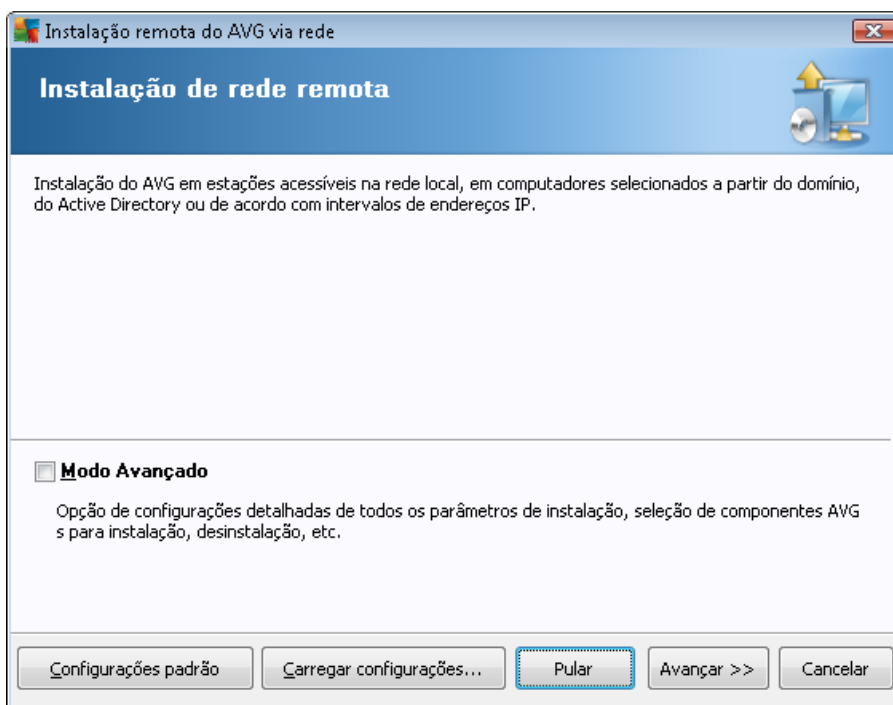 Instalação remota do AVG via rede
Instalação de rede remota
Instalação do AVG em estações acessíveis na rede local, em computadores selecionados a partir do domínio,
do Active Directory ou de acordo com intervalos de endereços IP.
Modo Avançado
Opção de configurações detalhadas de todos os parâmetros de instalação, seleção de componentes AVG
s para instalação, desinstalação, etc.
Configurações padrão Carregar configurações... Pular Avançar >> Cancelar